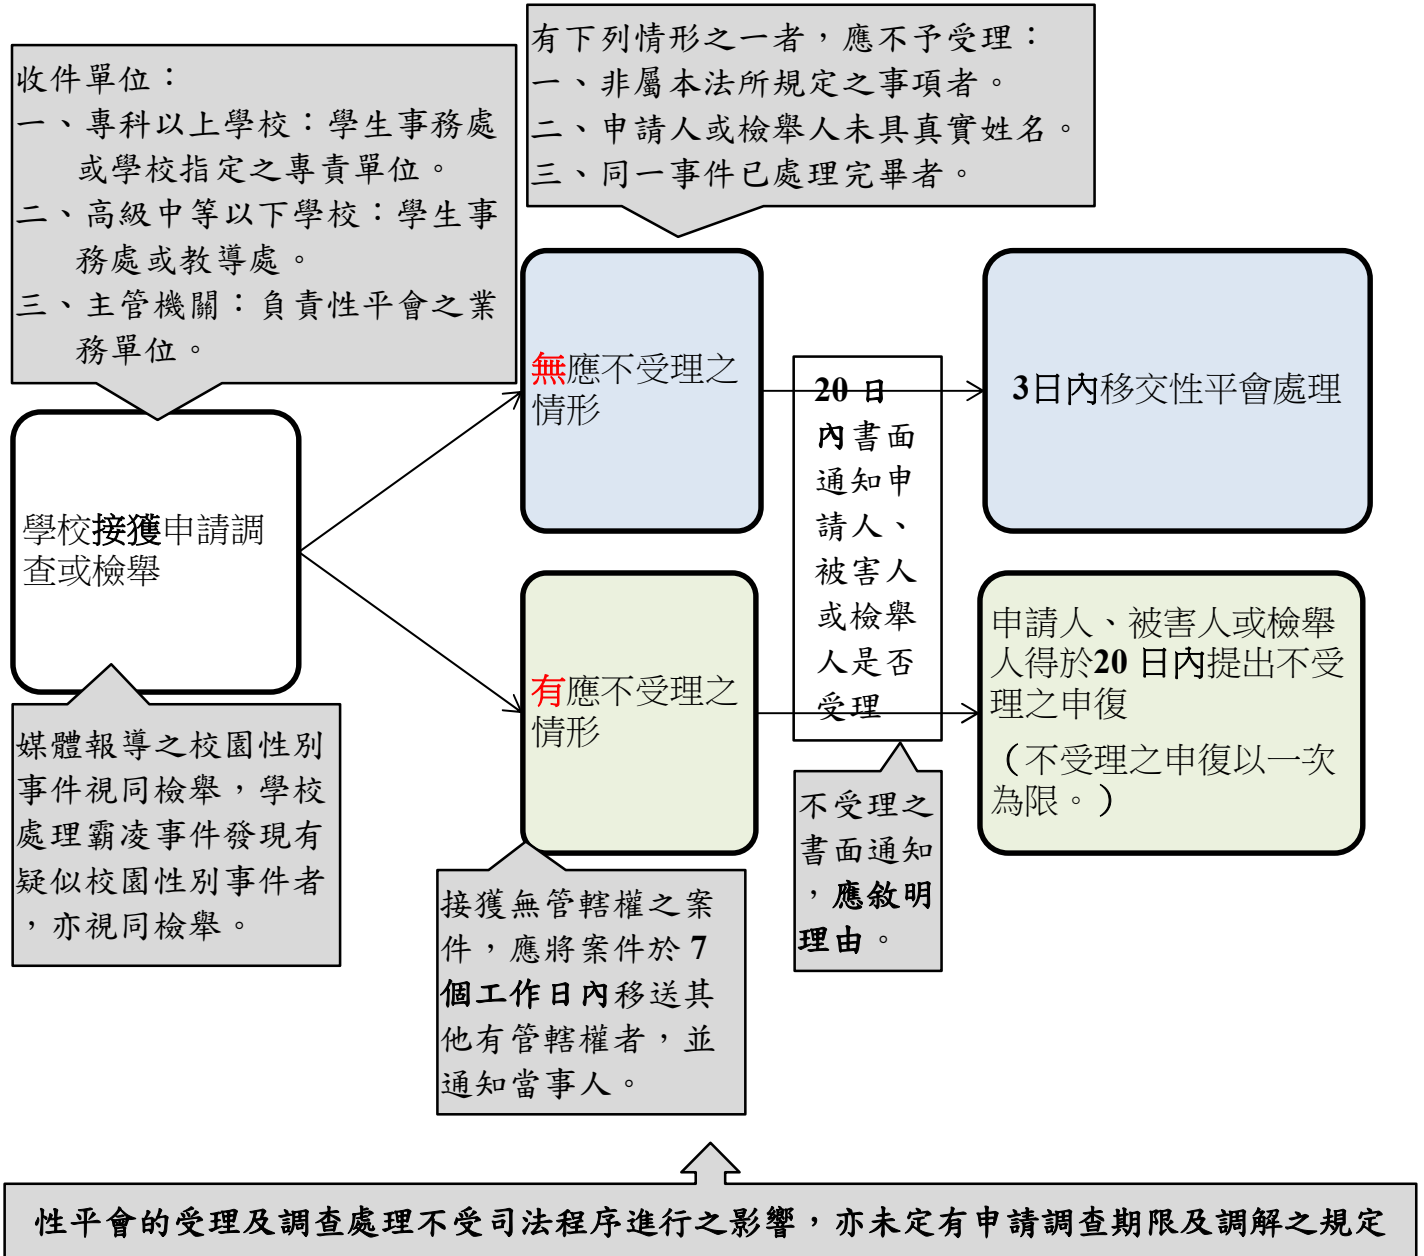 收件單位：
一、專科以上學校：學生事務處
或學校指定之專責單位。
二、高級中等以下學校：學生事
務處或教導處。
三、主管機關：負責性平會之業
務單位。
有下列情形之一者，應不予受理：
一、非屬本法所規定之事項者。
二、申請人或檢舉人未具真實姓名。
三、同一事件已處理完畢者。
學校接獲申請調
查或檢舉
媒體報導之校園性別
事件視同檢舉，學校
處理霸凌事件發現有
疑似校園性別事件者
，亦視同檢舉。
無應不受理之
情形
有應不受理之
情形
接獲無管轄權之案
件，應將案件於 7
個工作日內移送其
他有管轄權者，並
通知當事人。
20 日
內書面
通知申
請人、
被害人
或檢舉
人是否
受理
不受理之
書面通知
，應敘明
理由。
3日內移交性平會處理
申請人、被害人或檢舉
人得於20 日內提出不受
理之申復
（不受理之申復以一次
為限。）
性平會的受理及調查處理不受司法程序進行之影響，亦未定有申請調查期限及調解之規定